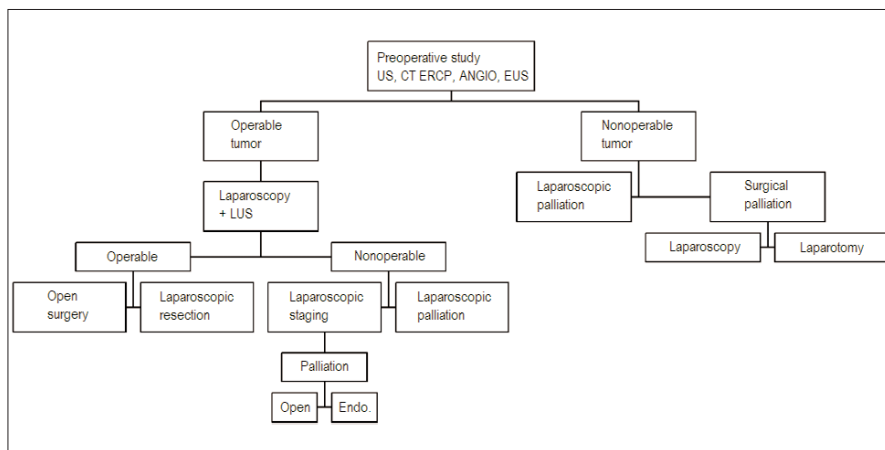 Preoperative study
US, CT ERCP, ANGIO, EUS
Operable
tumor
Nonoperable
tumor
Laparoscopy
+ LUS
Laparoscopic
palliation
Surgical
palliation
Operable
Nonoperable
Laparoscopy
Laparotomy
Open
surgery
Laparoscopic
resection
Laparoscopic
staging
Laparoscopic
palliation
Palliation
Open
Endo.